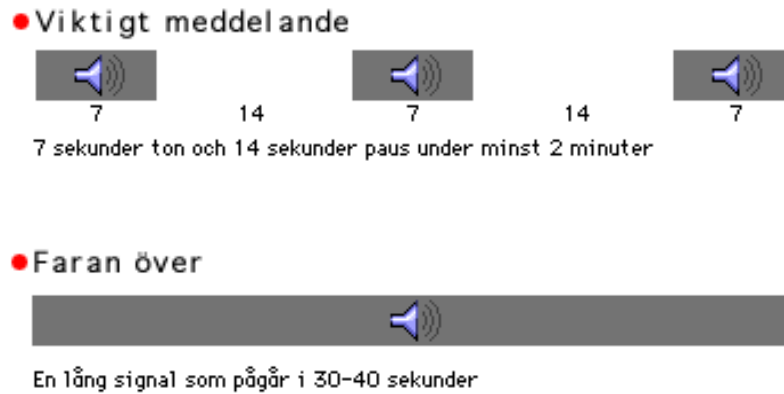 Viktigt meddelande
7 14 7 14 7
7 sekunder ton och 14 sekunder paus under minst 2 minuter
Faran över
En lång signal som pågår i 30-40 sekunder